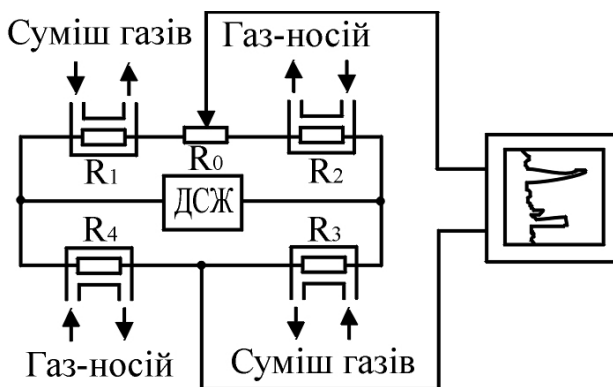 Суміш газів
Газ-носій
R1
R0
R2
ДСЖ
R4
R3
Газ-носій
Суміш газів